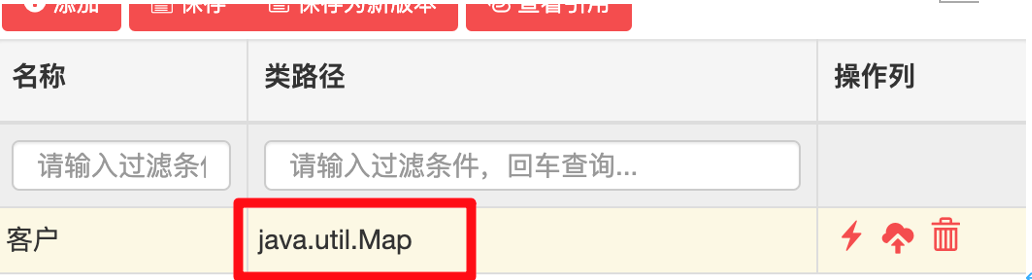 添加 保存 保存为新版本 查看引用
名称 类路径 操作列
请输入过滤条 请输入过滤条件，回车查询...
客户 java.util.Map